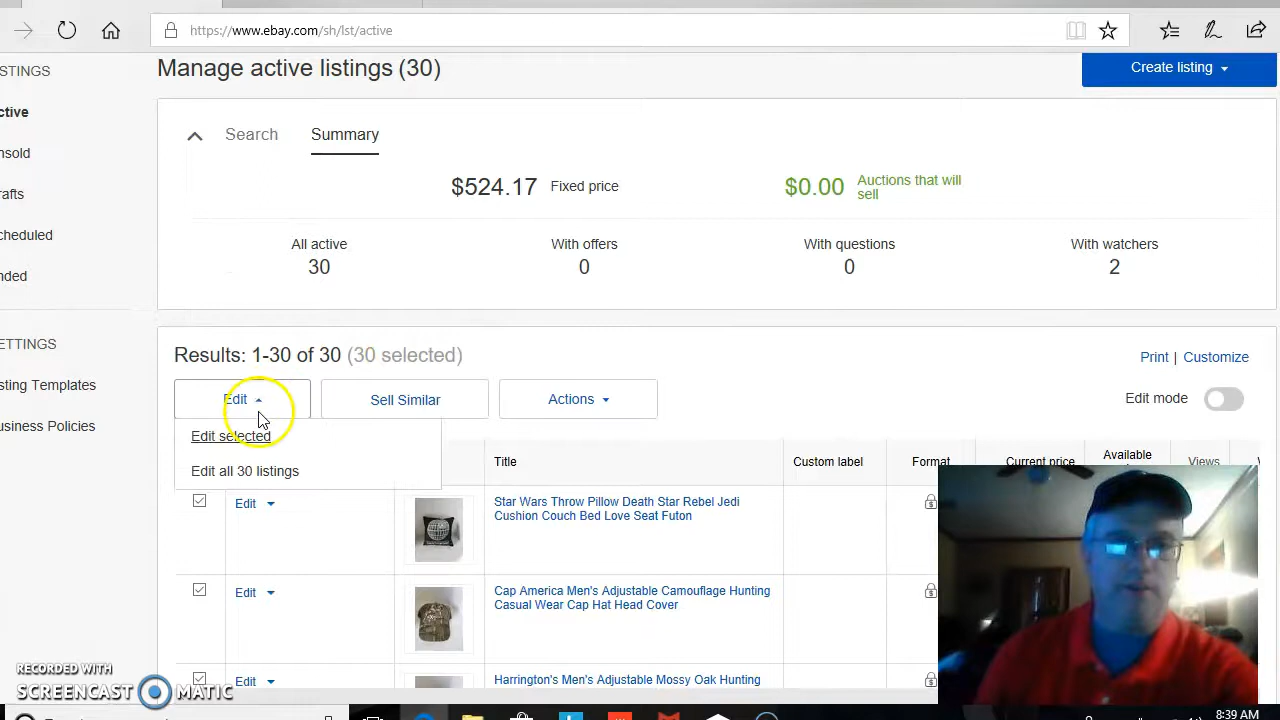 https://www.ebay.com/sh/lst/active
ISTINGS
Manage active listings (30)
Create listing
ctive
Search
Summary
nsold
$524.17 Fixed price
$0.00 Auctions that will
sell
rafts
cheduled
All active
With offers
With questions
With watchers
30
0
0
2
nded
ETTINGS
Results: 1-30 of 30 (30 selected)
Print | Customize
sting Templates
Edit
Sell Similar
Actions
Edit mode
usiness Policies
Edit selected
Edit all 30 listings
Title
Custom label
Format
Current price
Available
Views
Edit
Star Wars Throw Pillow Death Star Rebel Jedi
Cushion Couch Bed Love Seat Futon
Edit
Cap America Men's Adjustable Camouflage Hunting
Casual Wear Cap Hat Head Cover
Edit
Harrington's Men's Adjustable Mossy Oak Hunting
RECORDED WITH
SCREENCAST MATIC
8:39 AM